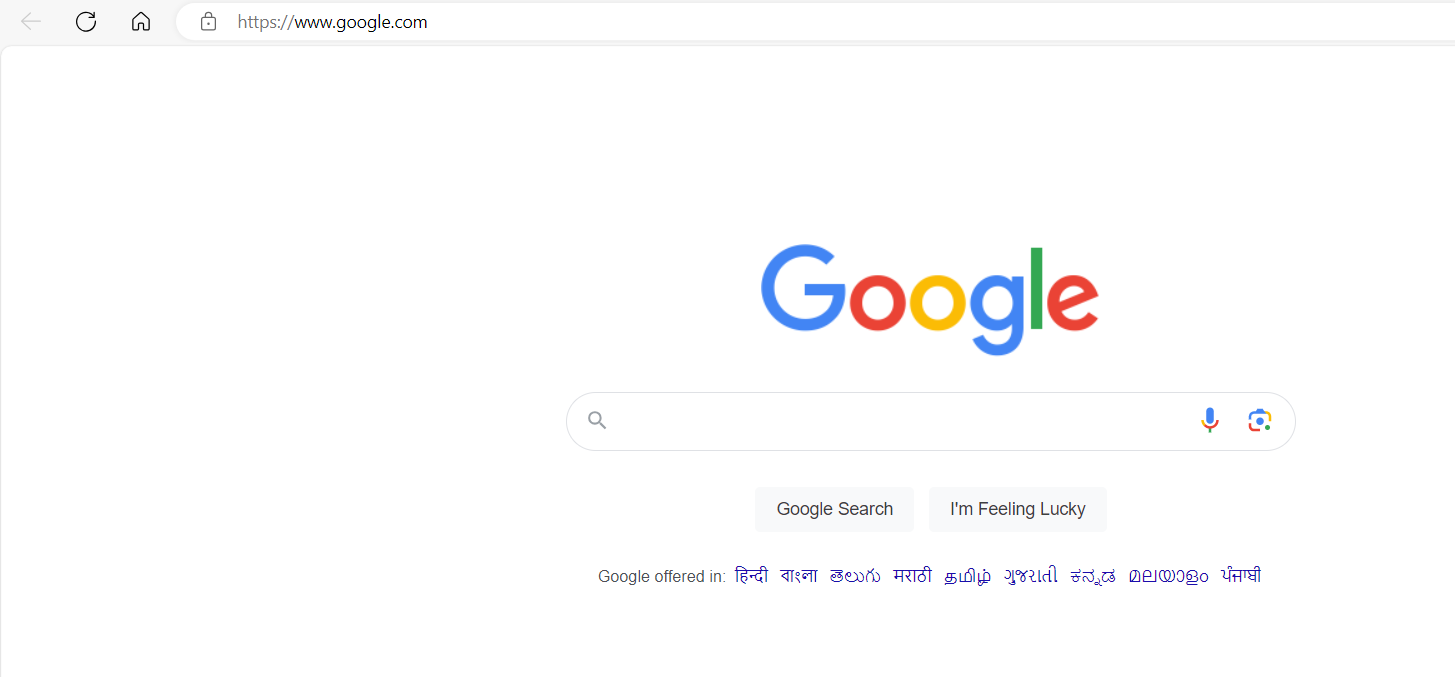 https://www.google.com
Google
Google Search I'm Feeling Lucky
Google offered in: हिन्दी বাংলা తెలుగు मराठी தமிழ் ગુજરાતી ಕನ್ನಡ മലയാളം ਪੰਜਾਬੀ